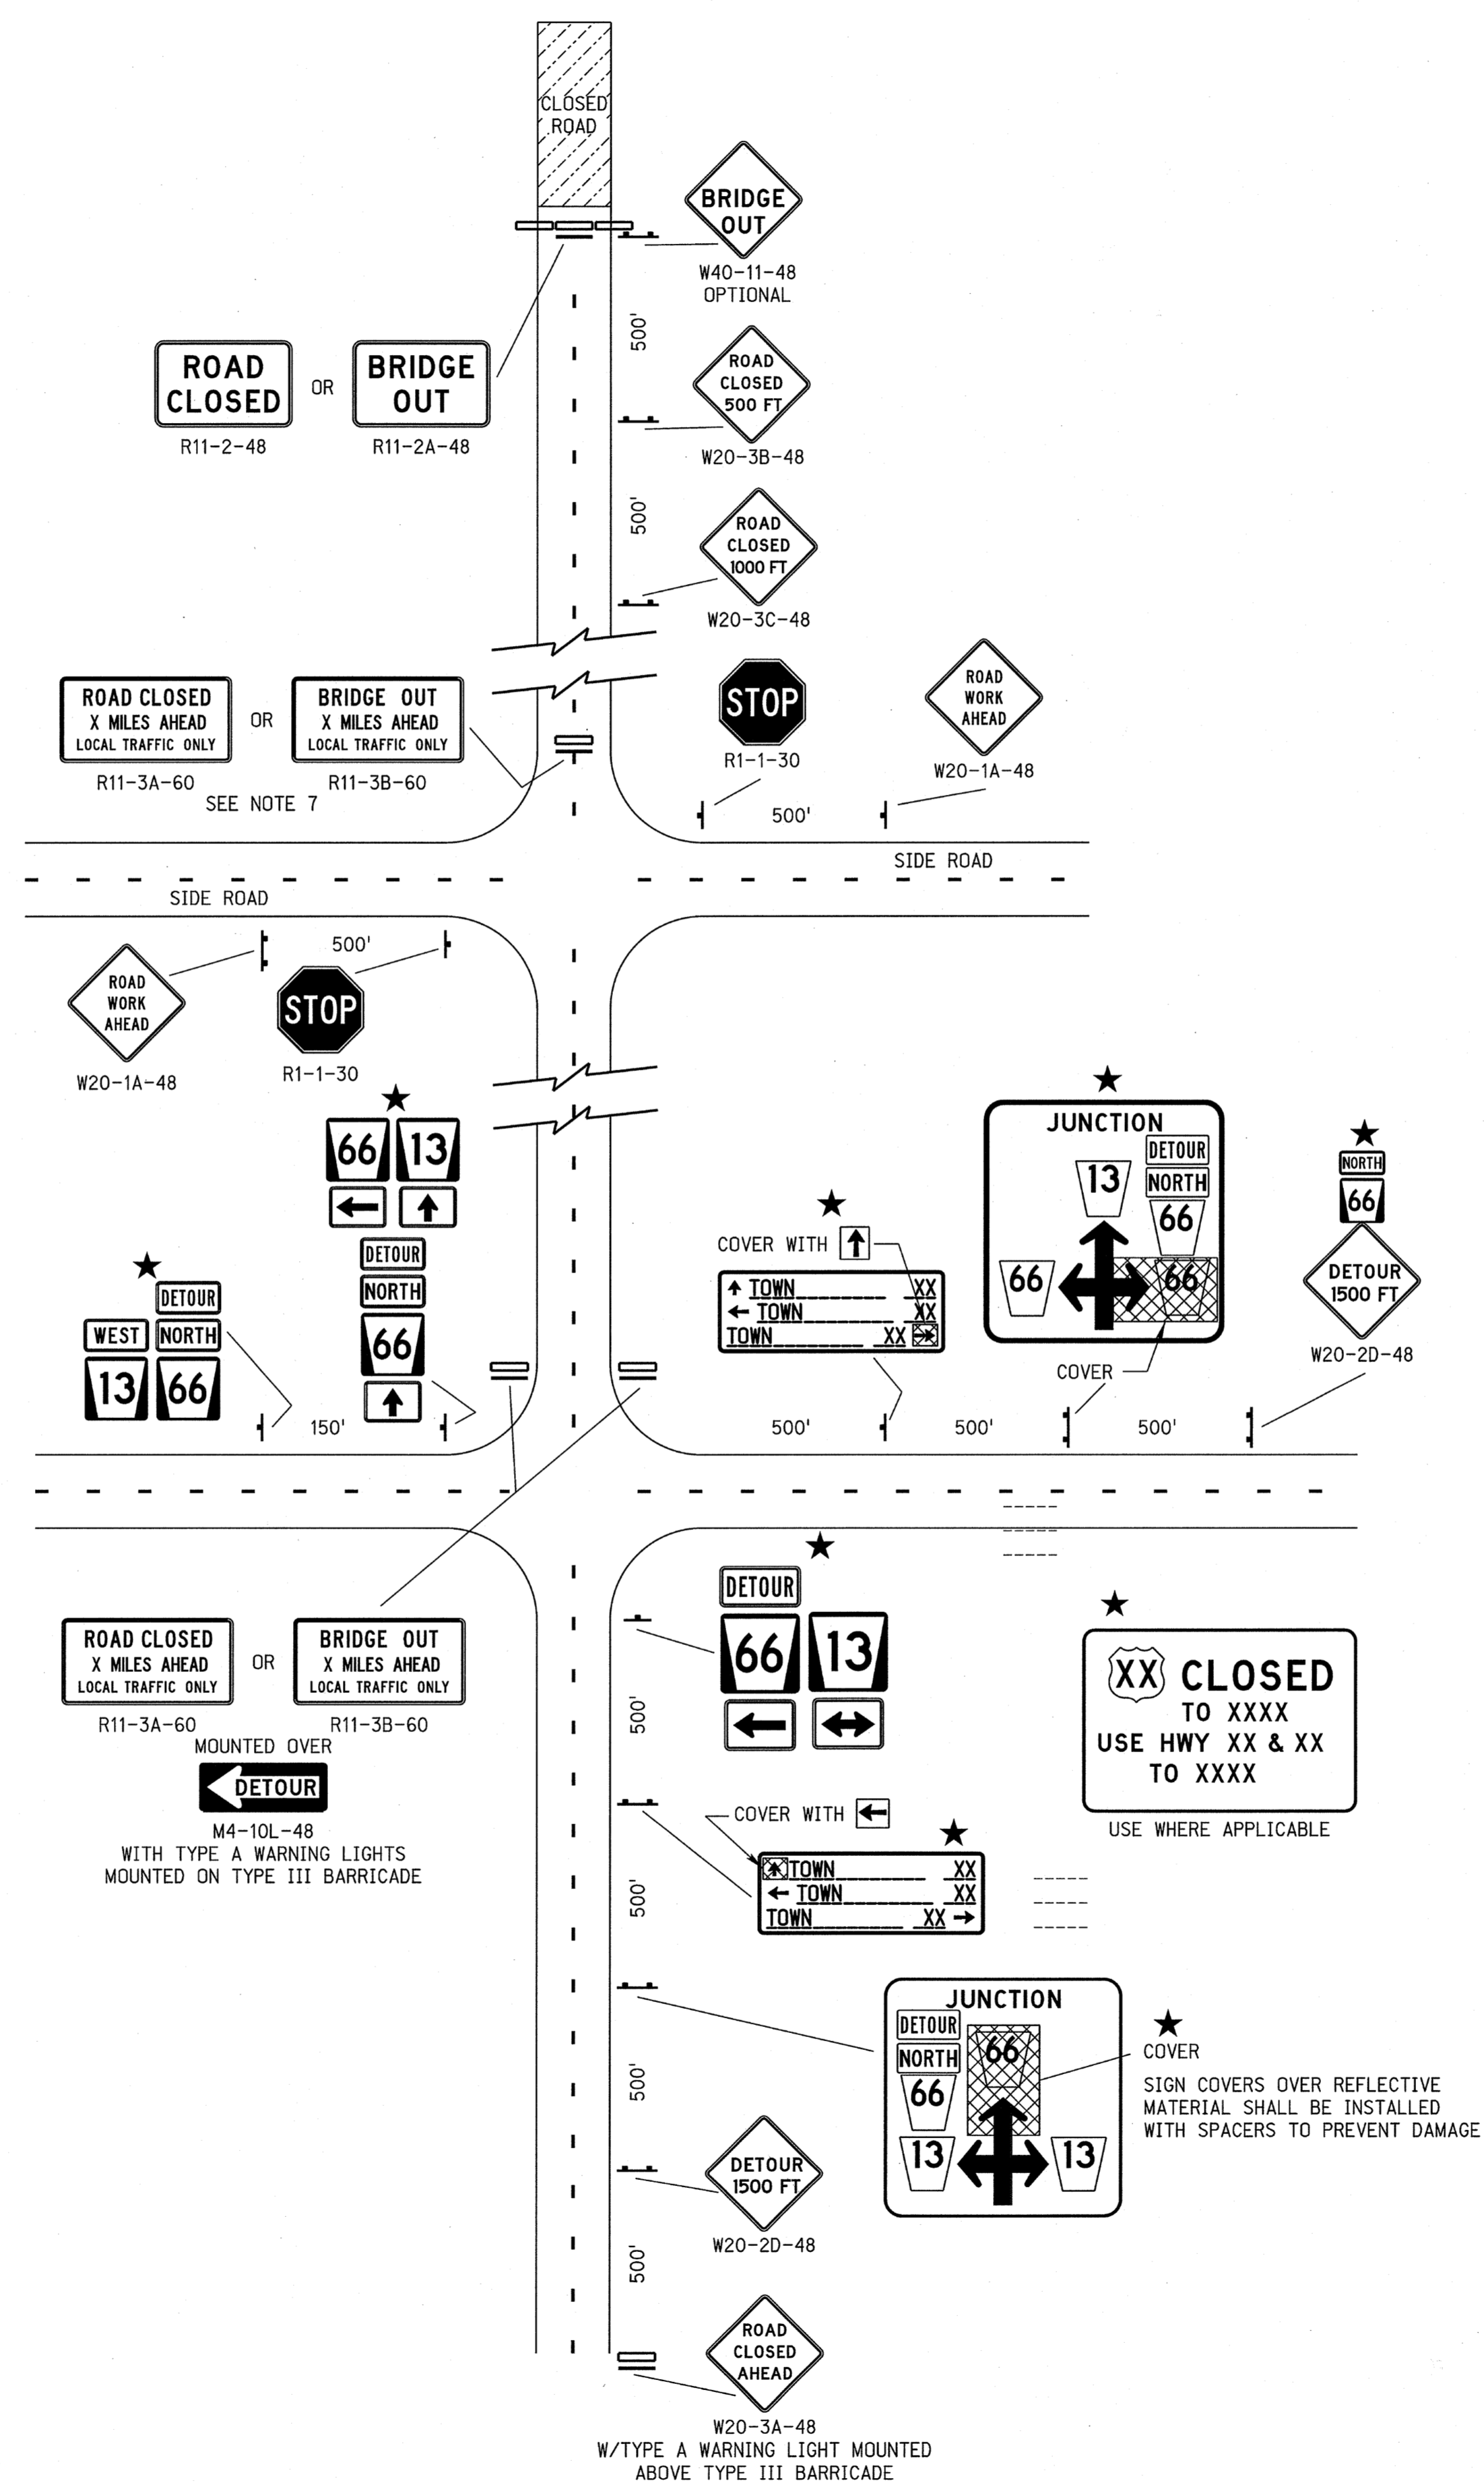 CLOSED
ROAD
BRIDGE
OUT
W40-11-48
OPTIONAL
500'
ROAD
CLOSED
OR
BRIDGE
OUT
R11-2-48
R11-2A-48
ROAD
CLOSED
500 FT
W20-3B-48
500'
ROAD
CLOSED
1000 FT
W20-3C-48
ROAD CLOSED
X MILES AHEAD
LOCAL TRAFFIC ONLY
OR
BRIDGE OUT
X MILES AHEAD
LOCAL TRAFFIC ONLY
R11-3A-60
R11-3B-60
SEE NOTE 7
STOP
R1-1-30
ROAD
WORK
AHEAD
W20-1A-48
500'
SIDE ROAD
SIDE ROAD
500'
ROAD
WORK
AHEAD
W20-1A-48
STOP
R1-1-30
66 13
DETOUR
NORTH
66
DETOUR
WEST NORTH
13 66
150'
COVER WITH
TOWN XX
TOWN XX
TOWN XX
JUNCTION
DETOUR
NORTH
13
66
66
66
COVER
NORTH
66
DETOUR
1500 FT
W20-2D-48
500'
500'
500'
ROAD CLOSED
X MILES AHEAD
LOCAL TRAFFIC ONLY
OR
BRIDGE OUT
X MILES AHEAD
LOCAL TRAFFIC ONLY
R11-3A-60
R11-3B-60
MOUNTED OVER
DETOUR
M4-10L-48
WITH TYPE A WARNING LIGHTS
MOUNTED ON TYPE III BARRICADE
DETOUR
66 13
500'
XX CLOSED
TO XXXX
USE HWY XX & XX
TO XXXX
USE WHERE APPLICABLE
COVER WITH
TOWN XX
TOWN XX
TOWN XX
500'
JUNCTION
DETOUR
NORTH
66
66
13
13
COVER
SIGN COVERS OVER REFLECTIVE
MATERIAL SHALL BE INSTALLED
WITH SPACERS TO PREVENT DAMAGE
500'
DETOUR
1500 FT
W20-2D-48
500'
ROAD
CLOSED
AHEAD
W20-3A-48
W/TYPE A WARNING LIGHT MOUNTED
ABOVE TYPE III BARRICADE